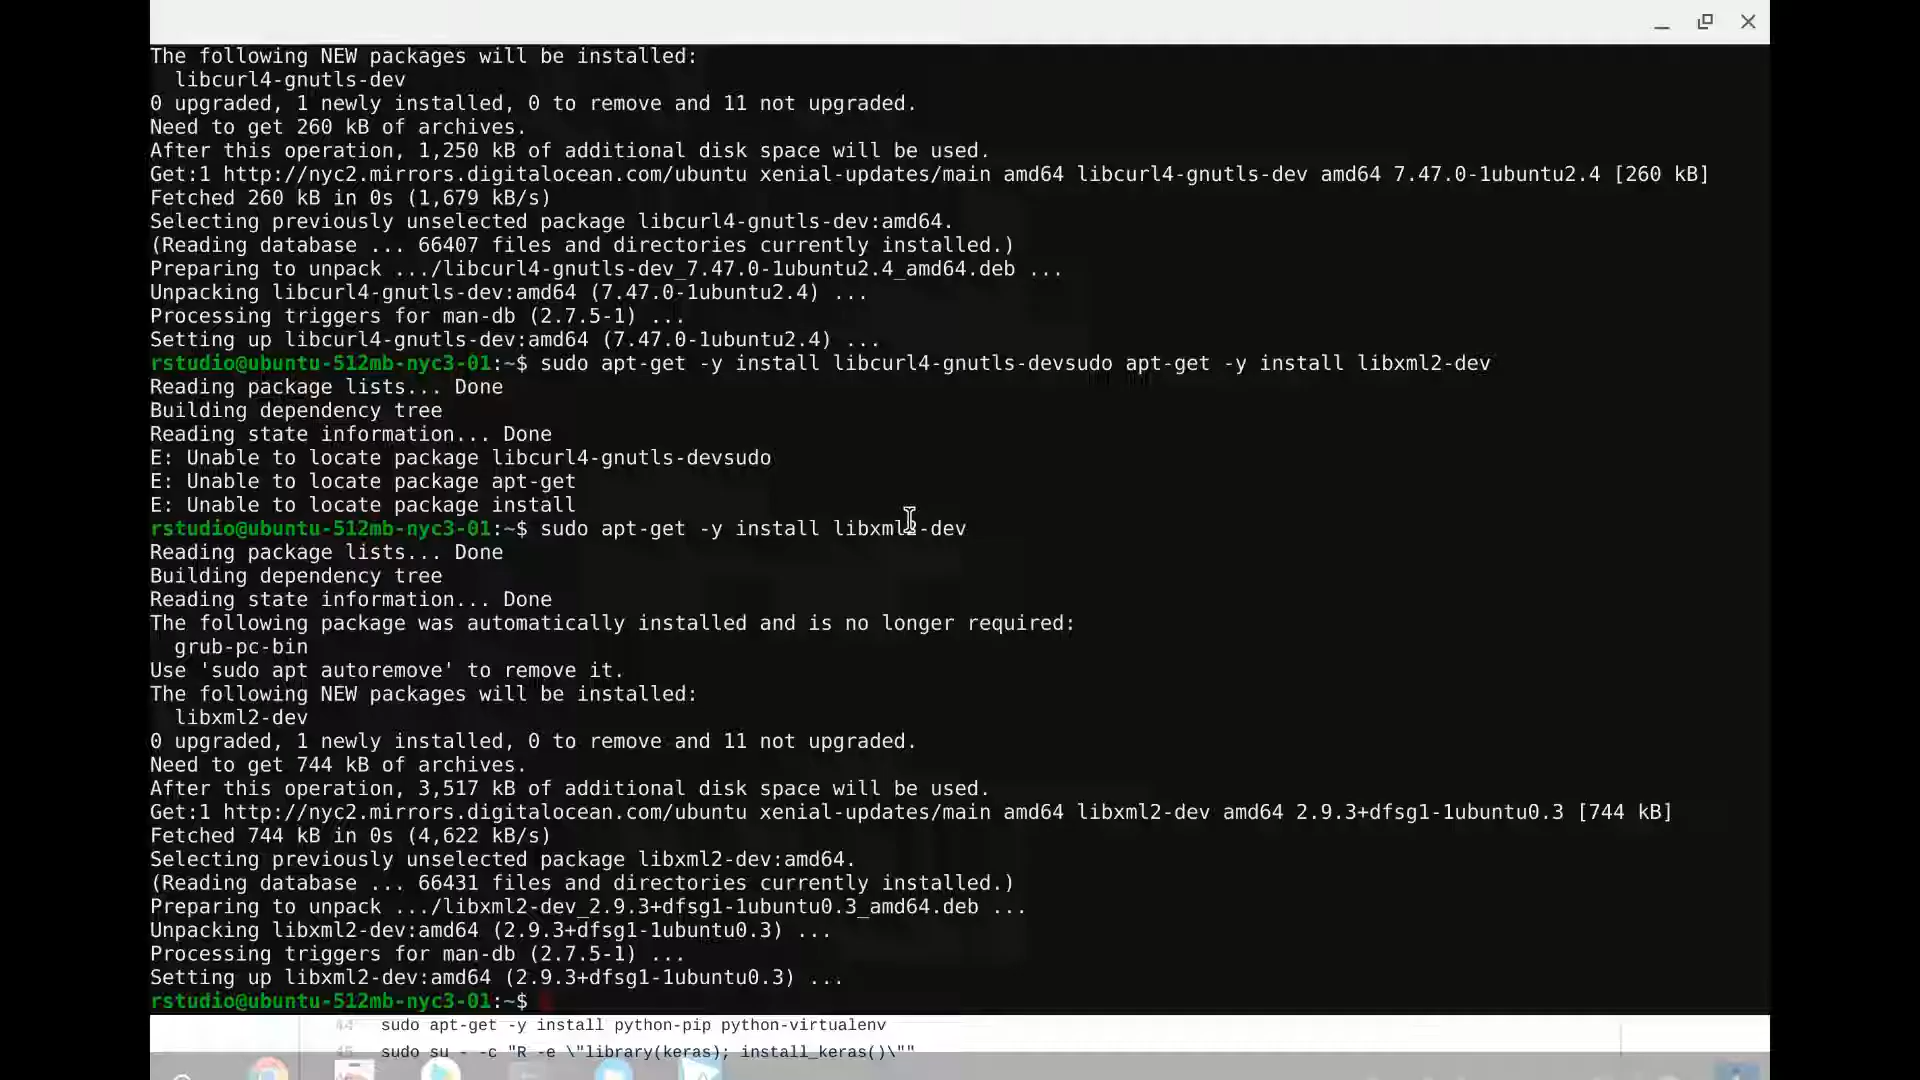 The following NEW packages will be installed:
libcurl4-gnutls-dev
0 upgraded, 1 newly installed, 0 to remove and 11 not upgraded.
Need to get 260 kB of archives.
After this operation, 1,250 kB of additional disk space will be used.
Get:1 http://nyc2.mirrors.digitalocean.com/ubuntu xenial-updates/main amd64 libcurl4-gnutls-dev amd64 7.47.0-1ubuntu2.4 [260 kB]
Fetched 260 kB in 0s (1,679 kB/s)
Selecting previously unselected package libcurl4-gnutls-dev:amd64.
(Reading database ... 66407 files and directories currently installed.)
Preparing to unpack .../libcurl4-gnutls-dev_7.47.0-1ubuntu2.4_amd64.deb ...
Unpacking libcurl4-gnutls-dev:amd64 (7.47.0-1ubuntu2.4) ...
Processing triggers for man-db (2.7.5-1) ...
Setting up libcurl4-gnutls-dev:amd64 (7.47.0-1ubuntu2.4) ...
rstudio@ubuntu-512mb-nyc3-01:~$ sudo apt-get -y install libcurl4-gnutls-devsudo apt-get -y install libxml2-dev
Reading package lists... Done
Building dependency tree
Reading state information... Done
E: Unable to locate package libcurl4-gnutls-devsudo
E: Unable to locate package apt-get
E: Unable to locate package install
rstudio@ubuntu-512mb-nyc3-01:~$ sudo apt-get -y install libxml2-dev
Reading package lists... Done
Building dependency tree
Reading state information... Done
The following package was automatically installed and is no longer required:
grub-pc-bin
Use 'sudo apt autoremove' to remove it.
The following NEW packages will be installed:
libxml2-dev
0 upgraded, 1 newly installed, 0 to remove and 11 not upgraded.
Need to get 744 kB of archives.
After this operation, 3,517 kB of additional disk space will be used.
Get:1 http://nyc2.mirrors.digitalocean.com/ubuntu xenial-updates/main amd64 libxml2-dev amd64 2.9.3+dfsg1-1ubuntu0.3 [744 kB]
Fetched 744 kB in 0s (4,622 kB/s)
Selecting previously unselected package libxml2-dev:amd64.
(Reading database ... 66431 files and directories currently installed.)
Preparing to unpack .../libxml2-dev_2.9.3+dfsg1-1ubuntu0.3_amd64.deb ...
Unpacking libxml2-dev:amd64 (2.9.3+dfsg1-1ubuntu0.3) ...
Processing triggers for man-db (2.7.5-1) ...
Setting up libxml2-dev:amd64 (2.9.3+dfsg1-1ubuntu0.3) ...
rstudio@ubuntu-512mb-nyc3-01:~$
44 sudo apt-get -y install python-pip python-virtualenv
45 sudo su - -c "R -e \"library(keras); install_keras()\""